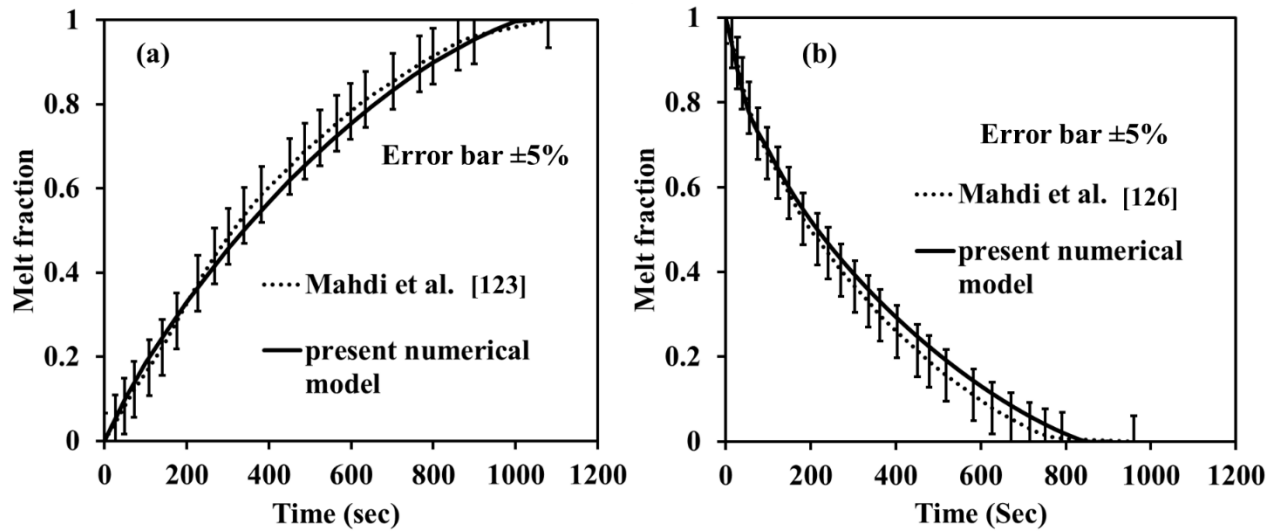 (a)
Melt fraction
1
0.8
0.6
0.4
0.2
0
Error bar ±5%
Mahdi et al. [123]
present numerical
model
0 200 400 600 800 1000 1200
Time (sec)
(b)
Melt fraction
1
0.8
0.6
0.4
0.2
0
Error bar ±5%
Mahdi et al. [126]
present numerical
model
0 200 400 600 800 1000 1200
Time (Sec)